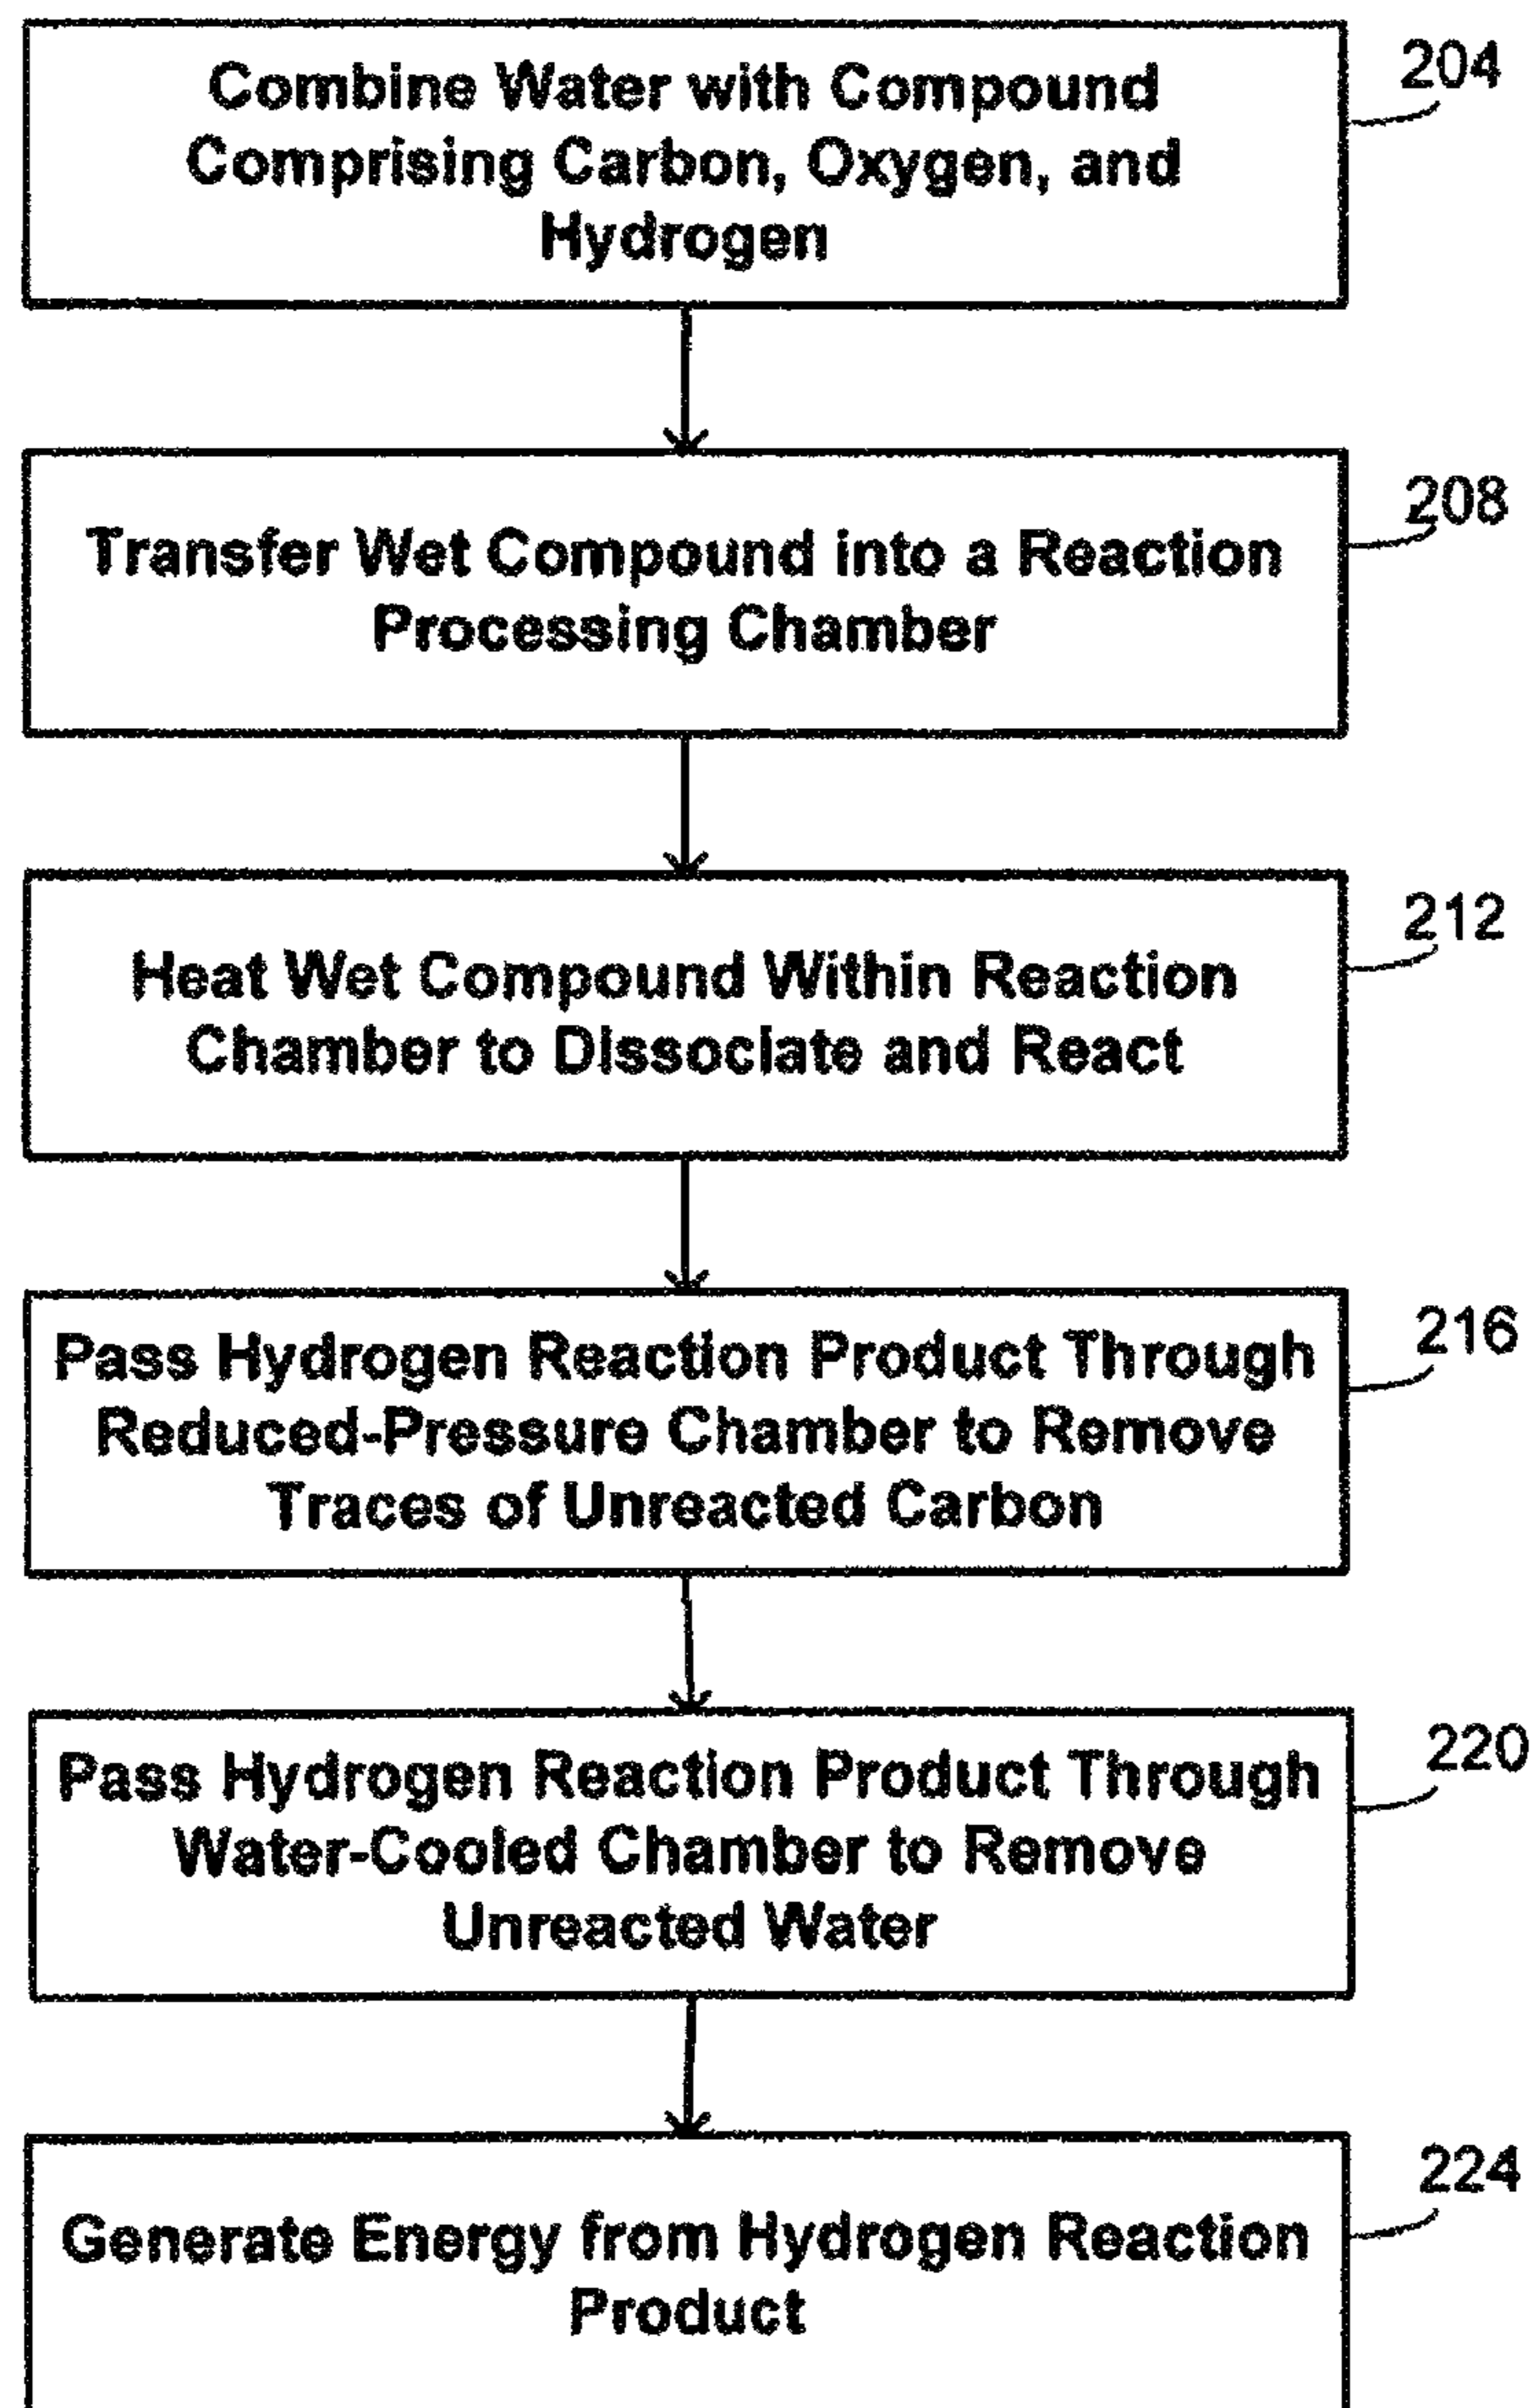 Combine Water with Compound
Comprising Carbon, Oxygen, and
Hydrogen
204
Transfer Wet Compound into a Reaction
Processing Chamber
208
Heat Wet Compound Within Reaction
Chamber to Dissociate and React
212
Pass Hydrogen Reaction Product Through
Reduced-Pressure Chamber to Remove
Traces of Unreacted Carbon
216
Pass Hydrogen Reaction Product Through
Water-Cooled Chamber to Remove
Unreacted Water
220
Generate Energy from Hydrogen Reaction
Product
224